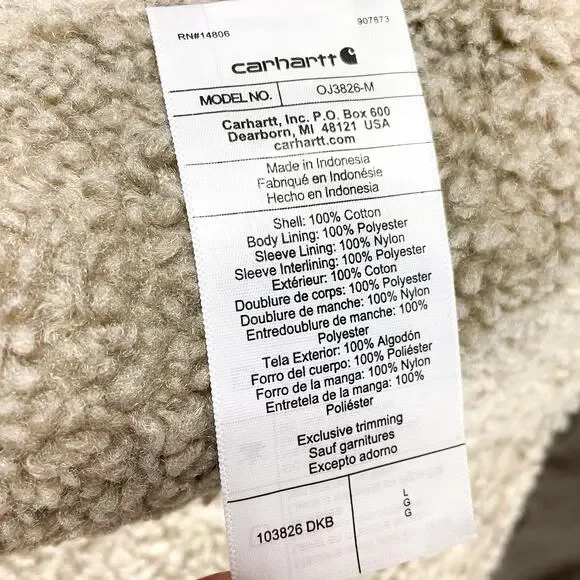 RN#14806 907873
carhartt
MODEL NO. OJ3826-M
Carhartt, Inc. P.O. Box 600
Dearborn, MI 48121 USA
carhartt.com
Made in Indonesia
Fabriqué en Indonésie
Hecho en Indonesia
Shell: 100% Cotton
Body Lining: 100% Polyester
Sleeve Lining: 100% Nylon
Sleeve Interlining: 100% Polyester
Extérieur: 100% Coton
Doublure de corps: 100% Polyester
Doublure de manche: 100% Nylon
Entredoublure de manche: 100%
Polyester
Tela Exterior: 100% Algodón
Forro del cuerpo: 100% Poliéster
Forro de la manga: 100% Nylon
Entretela de la manga: 100%
Poliéster
Exclusive trimming
Sauf garnitures
Excepto adorno
103826 DKB
L
G
G